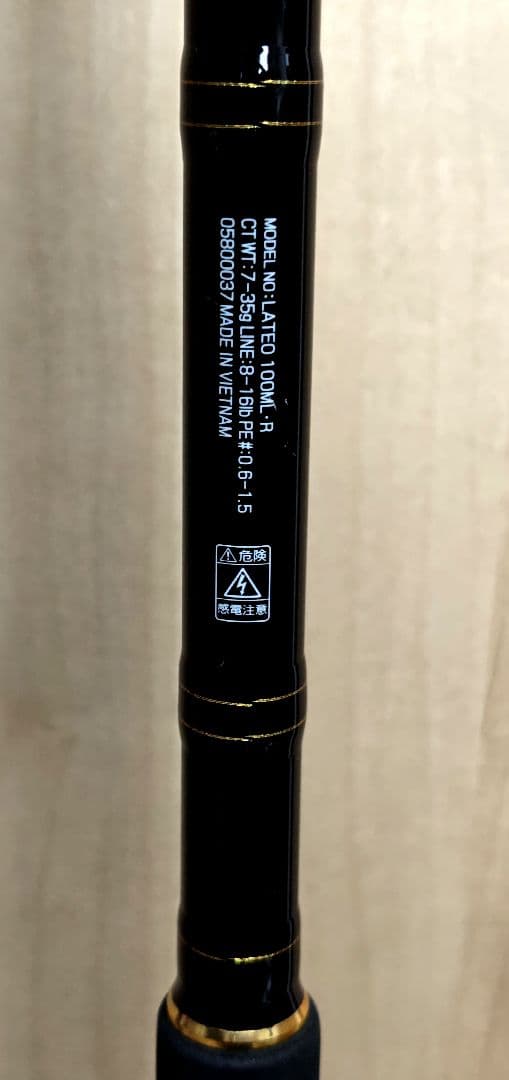 MODEL NO:LATEO 100ML・R
CT WT:7-35g LINE:8-16lb PE#:0.6-1.5
05800037 MADE IN VIETNAM
危険
感電注意